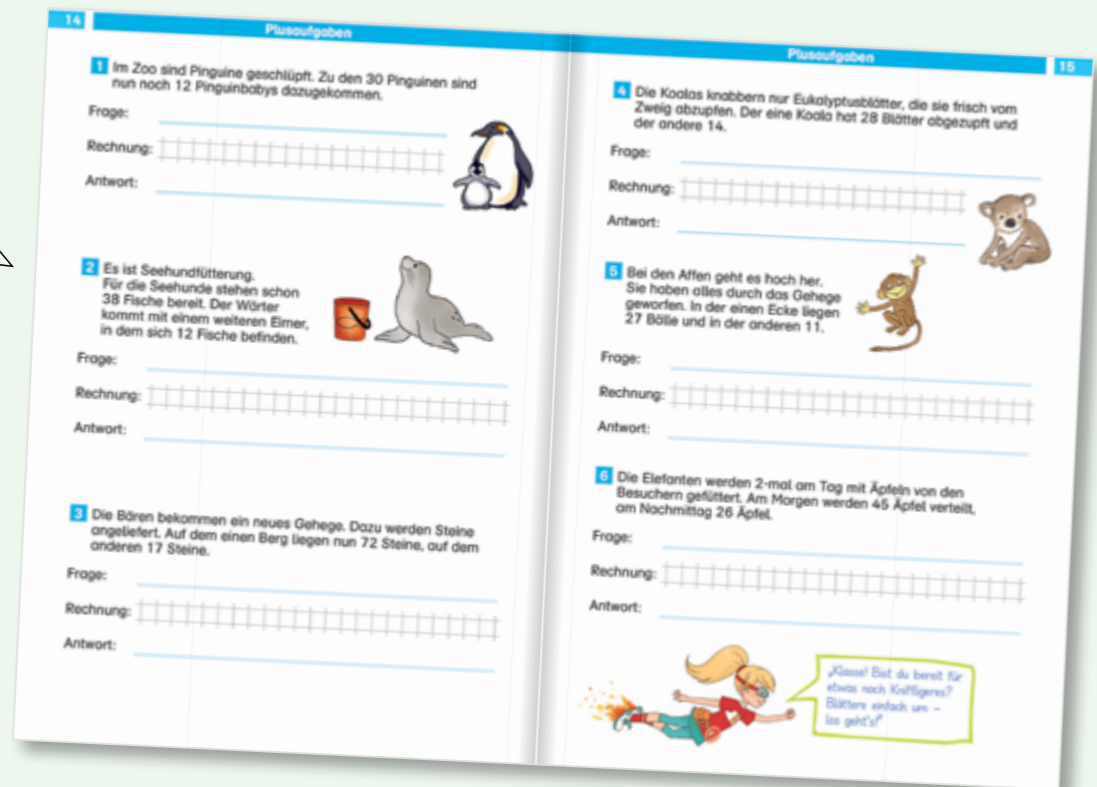 14
Plusaufgaben
1 Im Zoo sind Pinguine geschlüpft. Zu den 30 Pinguinen sind
nun noch 12 Pinguinbabys dazugekommen.
Frage:
Rechnung:
Antwort:
2 Es ist Seehundfütterung.
Für die Seehunde stehen schon
38 Fische bereit. Der Wärter
kommt mit einem weiteren Eimer,
in dem sich 12 Fische befinden.
Frage:
Rechnung:
Antwort:
3 Die Bären bekommen ein neues Gehege. Dazu werden Steine
angeliefert. Auf dem einen Berg liegen nun 72 Steine, auf dem
anderen 17 Steine.
Frage:
Rechnung:
Antwort:
Plusaufgaben
15
4 Die Koalas knabbern nur Eukalyptusblätter, die sie frisch vom
Zweig abzupfen. Der eine Koala hat 28 Blätter abgezupft und
der andere 14.
Frage:
Rechnung:
Antwort:
5 Bei den Affen geht es hoch her.
Sie haben alles durch das Gehege
geworfen. In der einen Ecke liegen
27 Bälle und in der anderen 11.
Frage:
Rechnung:
Antwort:
6 Die Elefanten werden 2-mal am Tag mit Äpfeln von den
Besuchern gefüttert. Am Morgen werden 45 Äpfel verteilt,
am Nachmittag 26 Äpfel.
Frage:
Rechnung:
Antwort:
„Klasse! Bist du bereit für
etwas noch Kniffligeres?
Blättere einfach um –
los geht's!"